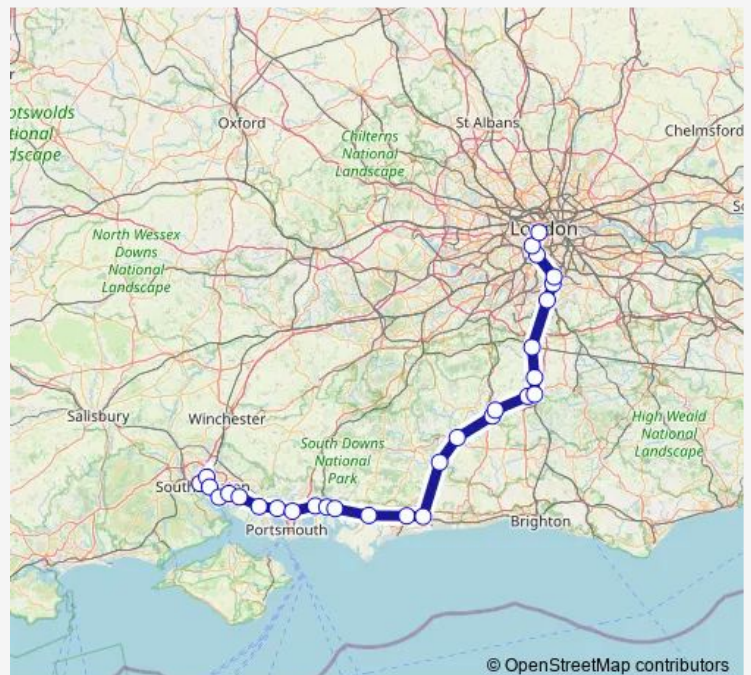 Oxford
St Albans
Chelmsford
otswolds
tional
dscape
Chilterns
National
Landscape
London
North Wessex
Downs
National
Landscape
Salisbury
Winchester
High Weald
National
Landscape
South Downs
National
Park
Portsmouth
Brighton
© OpenStreetMap contributors